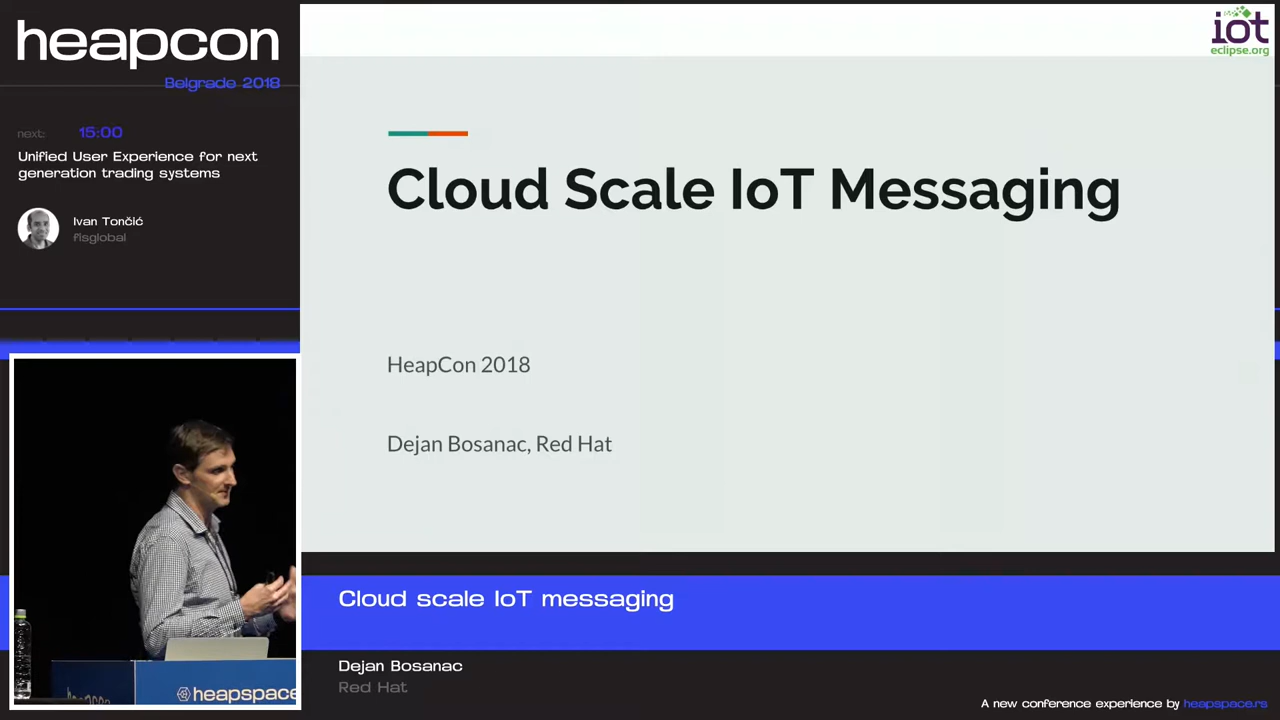 heapcon
Belgrade 2018
next: 15:00
Unified User Experience for next
generation trading systems
Ivan Tončić
fisglobal
iot
eclipse.org
Cloud Scale IoT Messaging
HeapCon 2018
Dejan Bosanac, Red Hat
heapspace
Cloud scale IoT messaging
Dejan Bosanac
Red Hat
A new conference experience by heapspace.rs